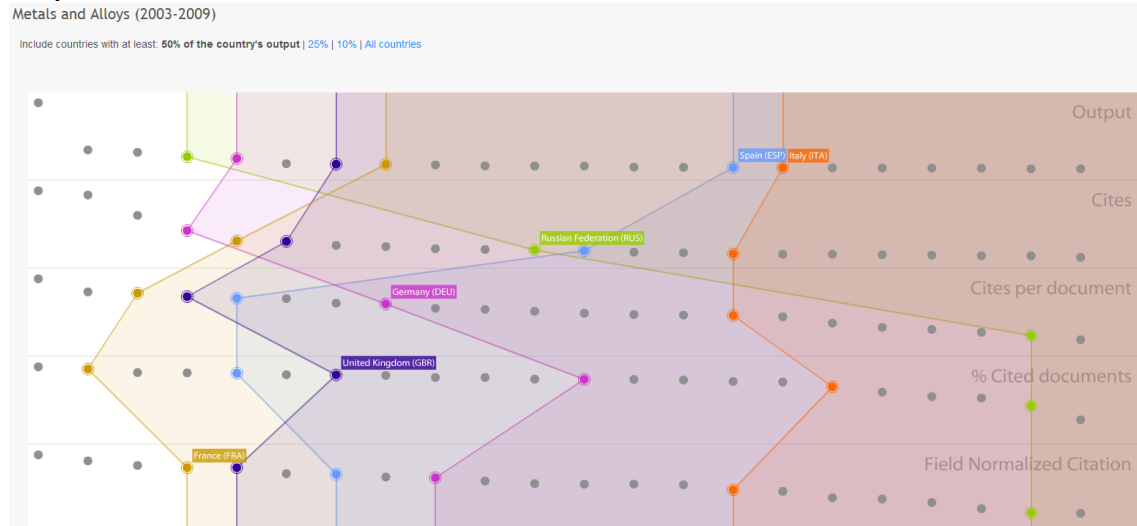 Metals and Alloys (2003-2009)
Include countries with at least: 50% of the country's output | 25% | 10% | All countries
Output
Spain (ESP) Italy (ITA)
Cites
Russian Federation (RUS)
Cites per document
Germany (DEU)
United Kingdom (GBR)
% Cited documents
France (FRA)
Field Normalized Citation